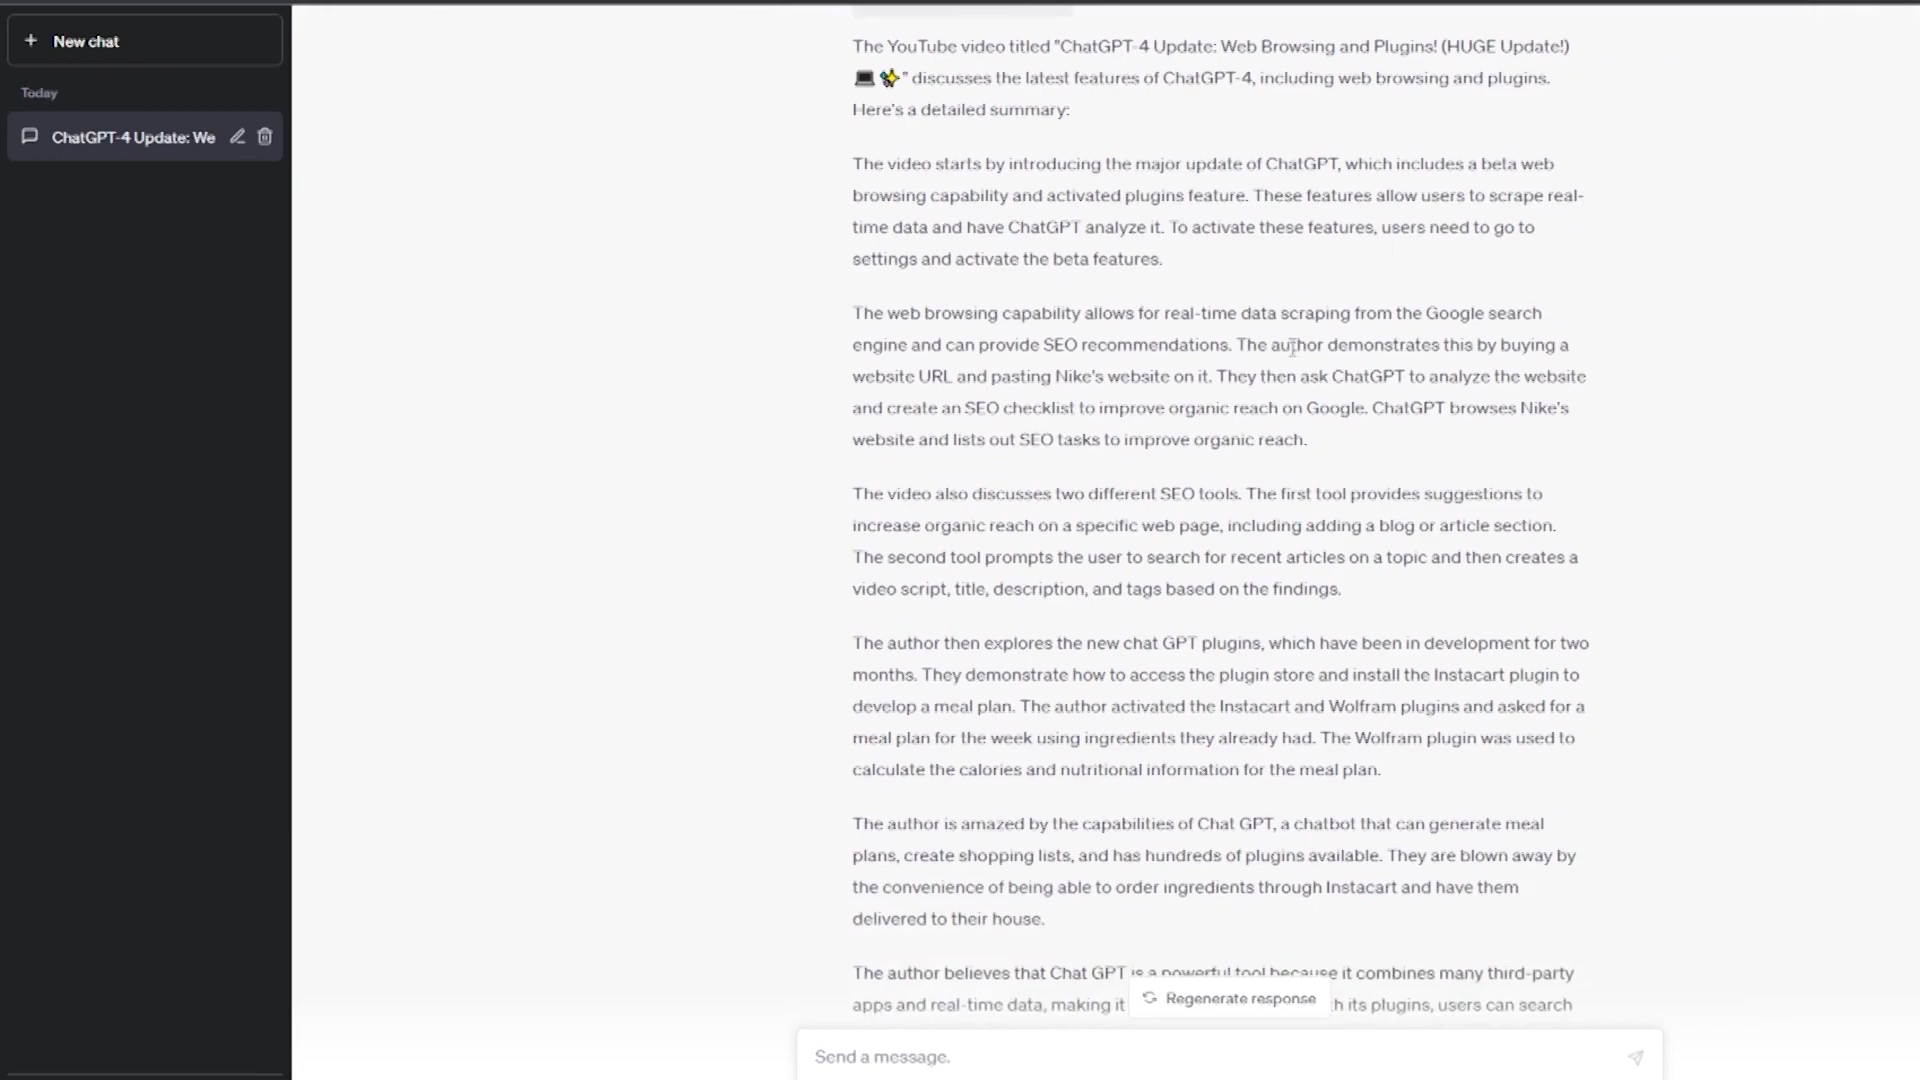 New chat
Today
ChatGPT-4 Update: We
The YouTube video titled "ChatGPT-4 Update: Web Browsing and Plugins! (HUGE Update!)
💻 ✨" discusses the latest features of ChatGPT-4, including web browsing and plugins.
Here's a detailed summary:
The video starts by introducing the major update of ChatGPT, which includes a beta web
browsing capability and activated plugins feature. These features allow users to scrape real-
time data and have ChatGPT analyze it. To activate these features, users need to go to
settings and activate the beta features.
The web browsing capability allows for real-time data scraping from the Google search
engine and can provide SEO recommendations. The author demonstrates this by buying a
website URL and pasting Nike's website on it. They then ask ChatGPT to analyze the website
and create an SEO checklist to improve organic reach on Google. ChatGPT browses Nike's
website and lists out SEO tasks to improve organic reach.
The video also discusses two different SEO tools. The first tool provides suggestions to
increase organic reach on a specific web page, including adding a blog or article section.
The second tool prompts the user to search for recent articles on a topic and then creates a
video script, title, description, and tags based on the findings.
The author then explores the new chat GPT plugins, which have been in development for two
months. They demonstrate how to access the plugin store and install the Instacart plugin to
develop a meal plan. The author activated the Instacart and Wolfram plugins and asked for a
meal plan for the week using ingredients they already had. The Wolfram plugin was used to
calculate the calories and nutritional information for the meal plan.
The author is amazed by the capabilities of Chat GPT, a chatbot that can generate meal
plans, create shopping lists, and has hundreds of plugins available. They are blown away by
the convenience of being able to order ingredients through Instacart and have them
delivered to their house.
The author believes that Chat GPT is a powerful tool because it combines many third-party
apps and real-time data, making it h its plugins, users can search
Regenerate response
Send a message.